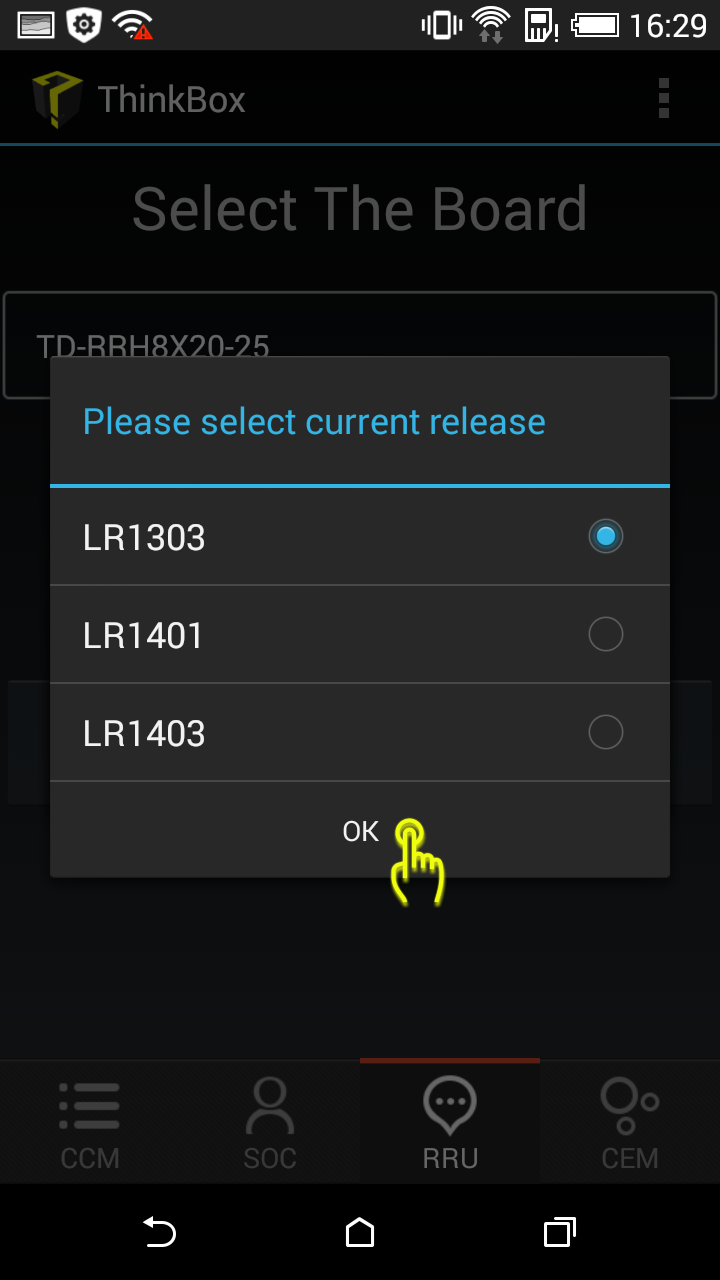 16:29
ThinkBox
Select The Board
TD-RRH8X20-25
Please select current release
LR1303
LR1401
LR1403
OK
CCM
SOC
RRU
CEM